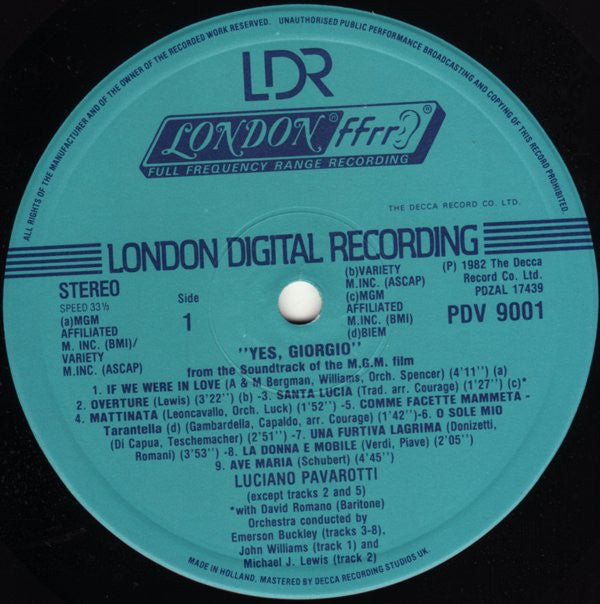 ALL RIGHTS OF THE MANUFACTURER AND OF THE OWNER OF THE RECORDED WORK RESERVED. UNAUTHORISED PUBLIC PERFORMANCE BROADCASTING AND COPYING OF THIS RECORD PROHIBITED.
LDR
LONDON® ffrr®
FULL FREQUENCY RANGE RECORDING
THE DECCA RECORD CO. LTD.
LONDON DIGITAL RECORDING
STEREO
SPEED 33⅓
(a)MGM
AFFILIATED
M. INC. (BMI)/
VARIETY
M.INC. (ASCAP)
Side
1
(b)VARIETY
M.INC. (ASCAP)
(c)MGM
AFFILIATED
M.INC. (BMI)
(d)BIEM
(P) 1982 The Decca
Record Co. Ltd.
PDZAL 17439
PDV 9001
"YES, GIORGIO"
from the Soundtrack of the M.G.M. film
1. IF WE WERE IN LOVE (A & M Bergman, Williams, Orch. Spencer) (4'11") (a)
2. OVERTURE (Lewis) (3'22") (b) -3. SANTA LUCIA (Trad. arr. Courage) (1'27") (c)*
4. MATTINATA (Leoncavallo, Orch. Luck) (1'52") -5. COMME FACETTE MAMMETA -
Tarantella (d) (Gambardella, Capaldo, arr. Courage) (1'42")-6. O SOLE MIO
(Di Capua, Teschemacher) (2'51") -7. UNA FURTIVA LAGRIMA (Donizetti,
Romani) (3'53") -8. LA DONNA E MOBILE (Verdi, Piave) (2'05")
9. AVE MARIA (Schubert) (4'45")
LUCIANO PAVAROTTI
(except tracks 2 and 5)
*with David Romano (Baritone)
Orchestra conducted by
Emerson Buckley (tracks 3-8),
John Williams (track 1) and
Michael J. Lewis (track 2)
MADE IN HOLLAND, MASTERED BY DECCA RECORDING STUDIOS UK.